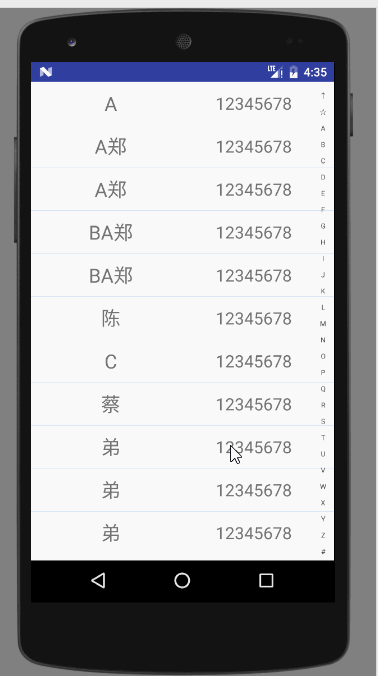 LTE 4:35
A 12345678
A郑 12345678
A郑 12345678
BA郑 12345678
BA郑 12345678
陈 12345678
C 12345678
蔡 12345678
弟 12345678
弟 12345678
弟 12345678
↑
☆
A
B
C
D
E
F
G
H
I
J
K
L
M
N
O
P
Q
R
S
T
U
V
W
X
Y
Z
#